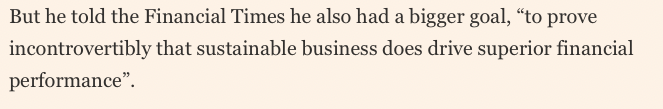 But he told the Financial Times he also had a bigger goal, “to prove
incontrovertibly that sustainable business does drive superior financial
performance”.